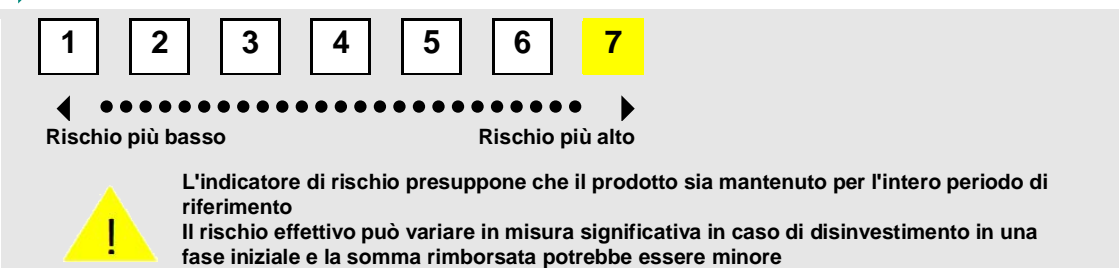 1 2 3 4 5 6 7
Rischio più basso Rischio più alto
L'indicatore di rischio presuppone che il prodotto sia mantenuto per l'intero periodo di
riferimento
Il rischio effettivo può variare in misura significativa in caso di disinvestimento in una
fase iniziale e la somma rimborsata potrebbe essere minore
!